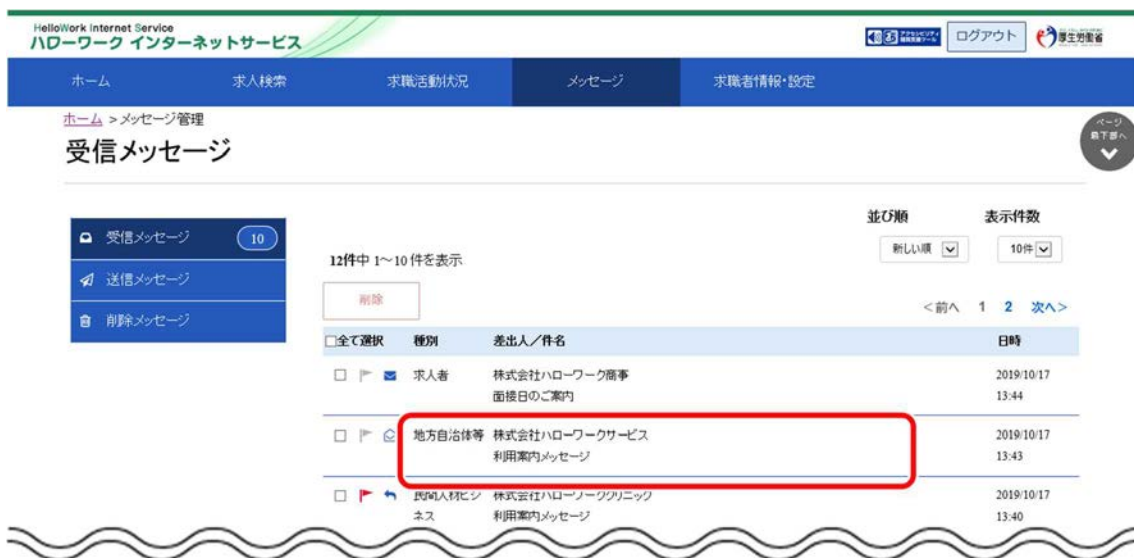 HelloWork Internet Service
ハローワーク インターネットサービス
ログアウト
厚生労働省
ホーム 求人検索 求職活動状況 メッセージ 求職者情報・設定
ホーム >メッセージ管理
ページ
最下部へ
受信メッセージ
並び順 表示件数
受信メッセージ 10
新しい順 10件
12件中 1~10 件を表示
送信メッセージ
削除
削除メッセージ
<前へ 1 2 次へ>
全て選択 種別 差出人/件名 日時
求人者 株式会社ハローワーク商事 2019/10/17
面接日のご案内 13:44
地方自治体等 株式会社ハローワークサービス 2019/10/17
利用案内メッセージ 13:43
民間人材ビジ 株式会社ハローワーククリニック 2019/10/17
ネス 利用案内メッセージ 13:40